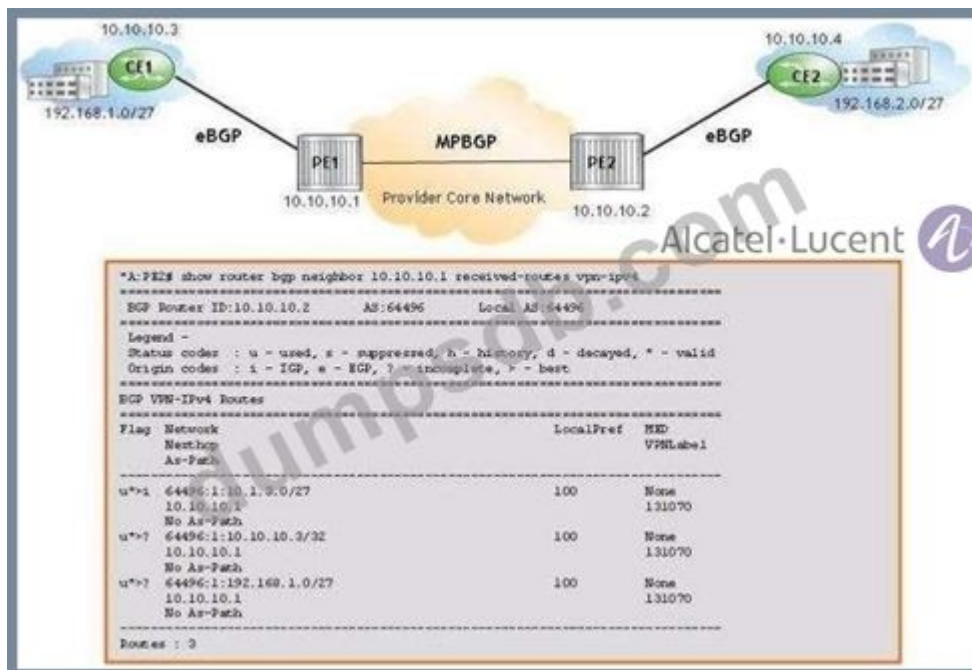 10.10.10.3
CE1
192.168.1.0/27
eBGP
PE1
10.10.10.1
MPBGP
Provider Core Network
PE2
10.10.10.2
eBGP
10.10.10.4
CE2
192.168.2.0/27
Alcatel·Lucent
dumpsdb.com
*A:PE2# show router bgp neighbor 10.10.10.1 received-routes vpn-ipv4
BGP Router ID:10.10.10.2 AS:64496 Local AS:64496
Legend -
Status codes : u - used, s - suppressed, h - history, d - decayed, * - valid
Origin codes : i - IGP, e - EGP, ? - incomplete, > - best
BGP VPN-IPv4 Routes
Flag Network LocalPref MED
Nexthop VPNLabel
As-Path
u*>i 64496:1:10.1.3.0/27 100 None
10.10.10.1 131070
No As-Path
u*>? 64496:1:10.10.10.3/32 100 None
10.10.10.1 131070
No As-Path
u*>? 64496:1:192.168.1.0/27 100 None
10.10.10.1 131070
No As-Path
Routes : 3